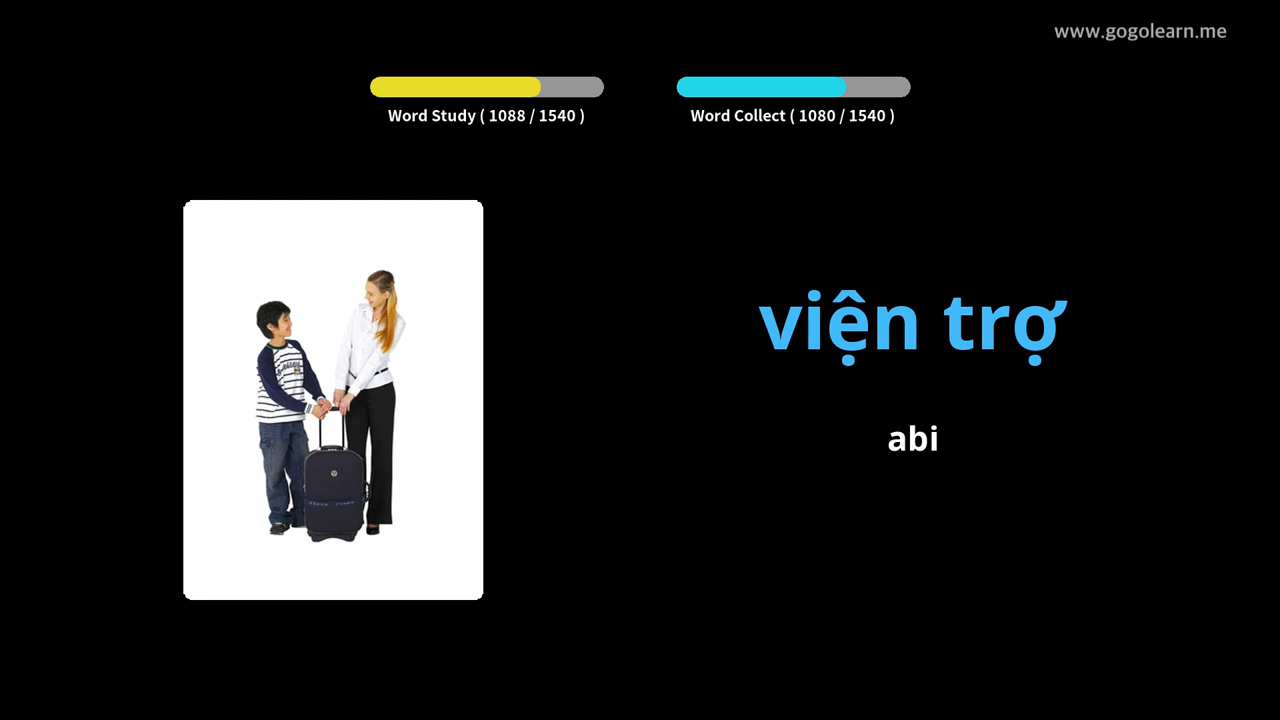 www.gogolearn.me
Word Study ( 1088 / 1540 )
Word Collect ( 1080 / 1540 )
viện trợ
abi